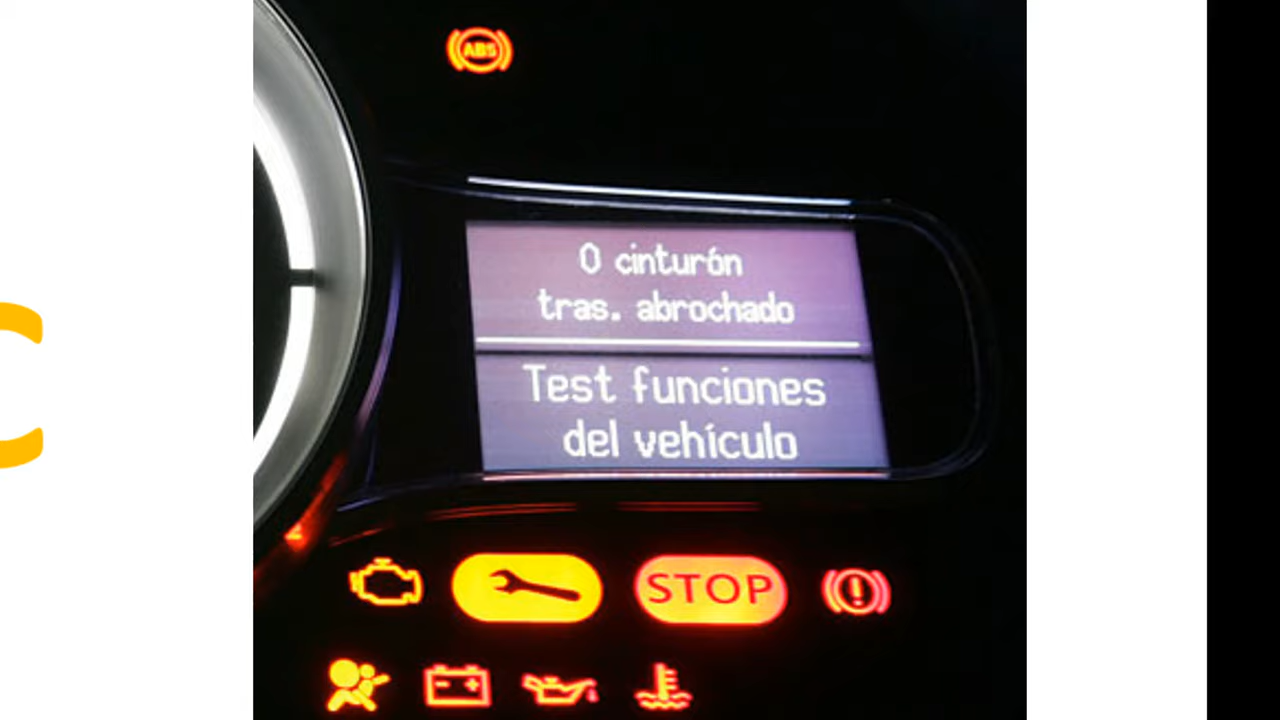 ABS
0 cinturón
tras. abrochado
Test funciones
del vehículo
STOP